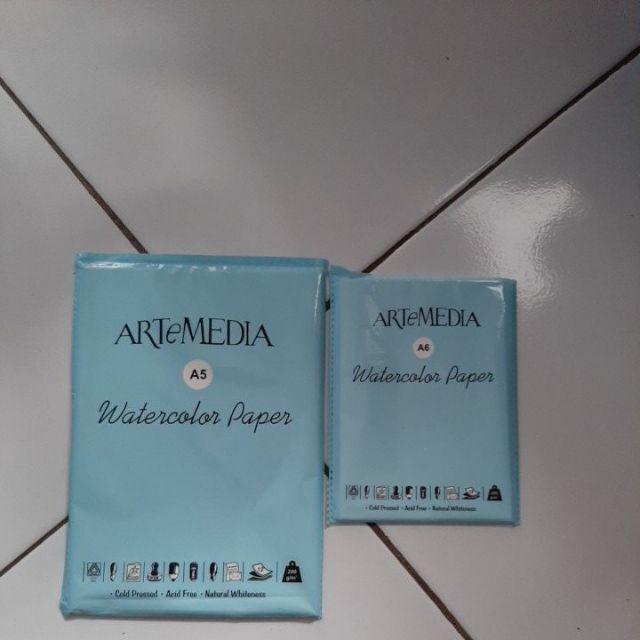 ARTeMEDIA
A5
Watercolor Paper
• Cold Pressed • Acid Free • Natural Whiteness
ARTeMEDIA
A6
Watercolor Paper
• Cold Pressed • Acid Free • Natural Whiteness